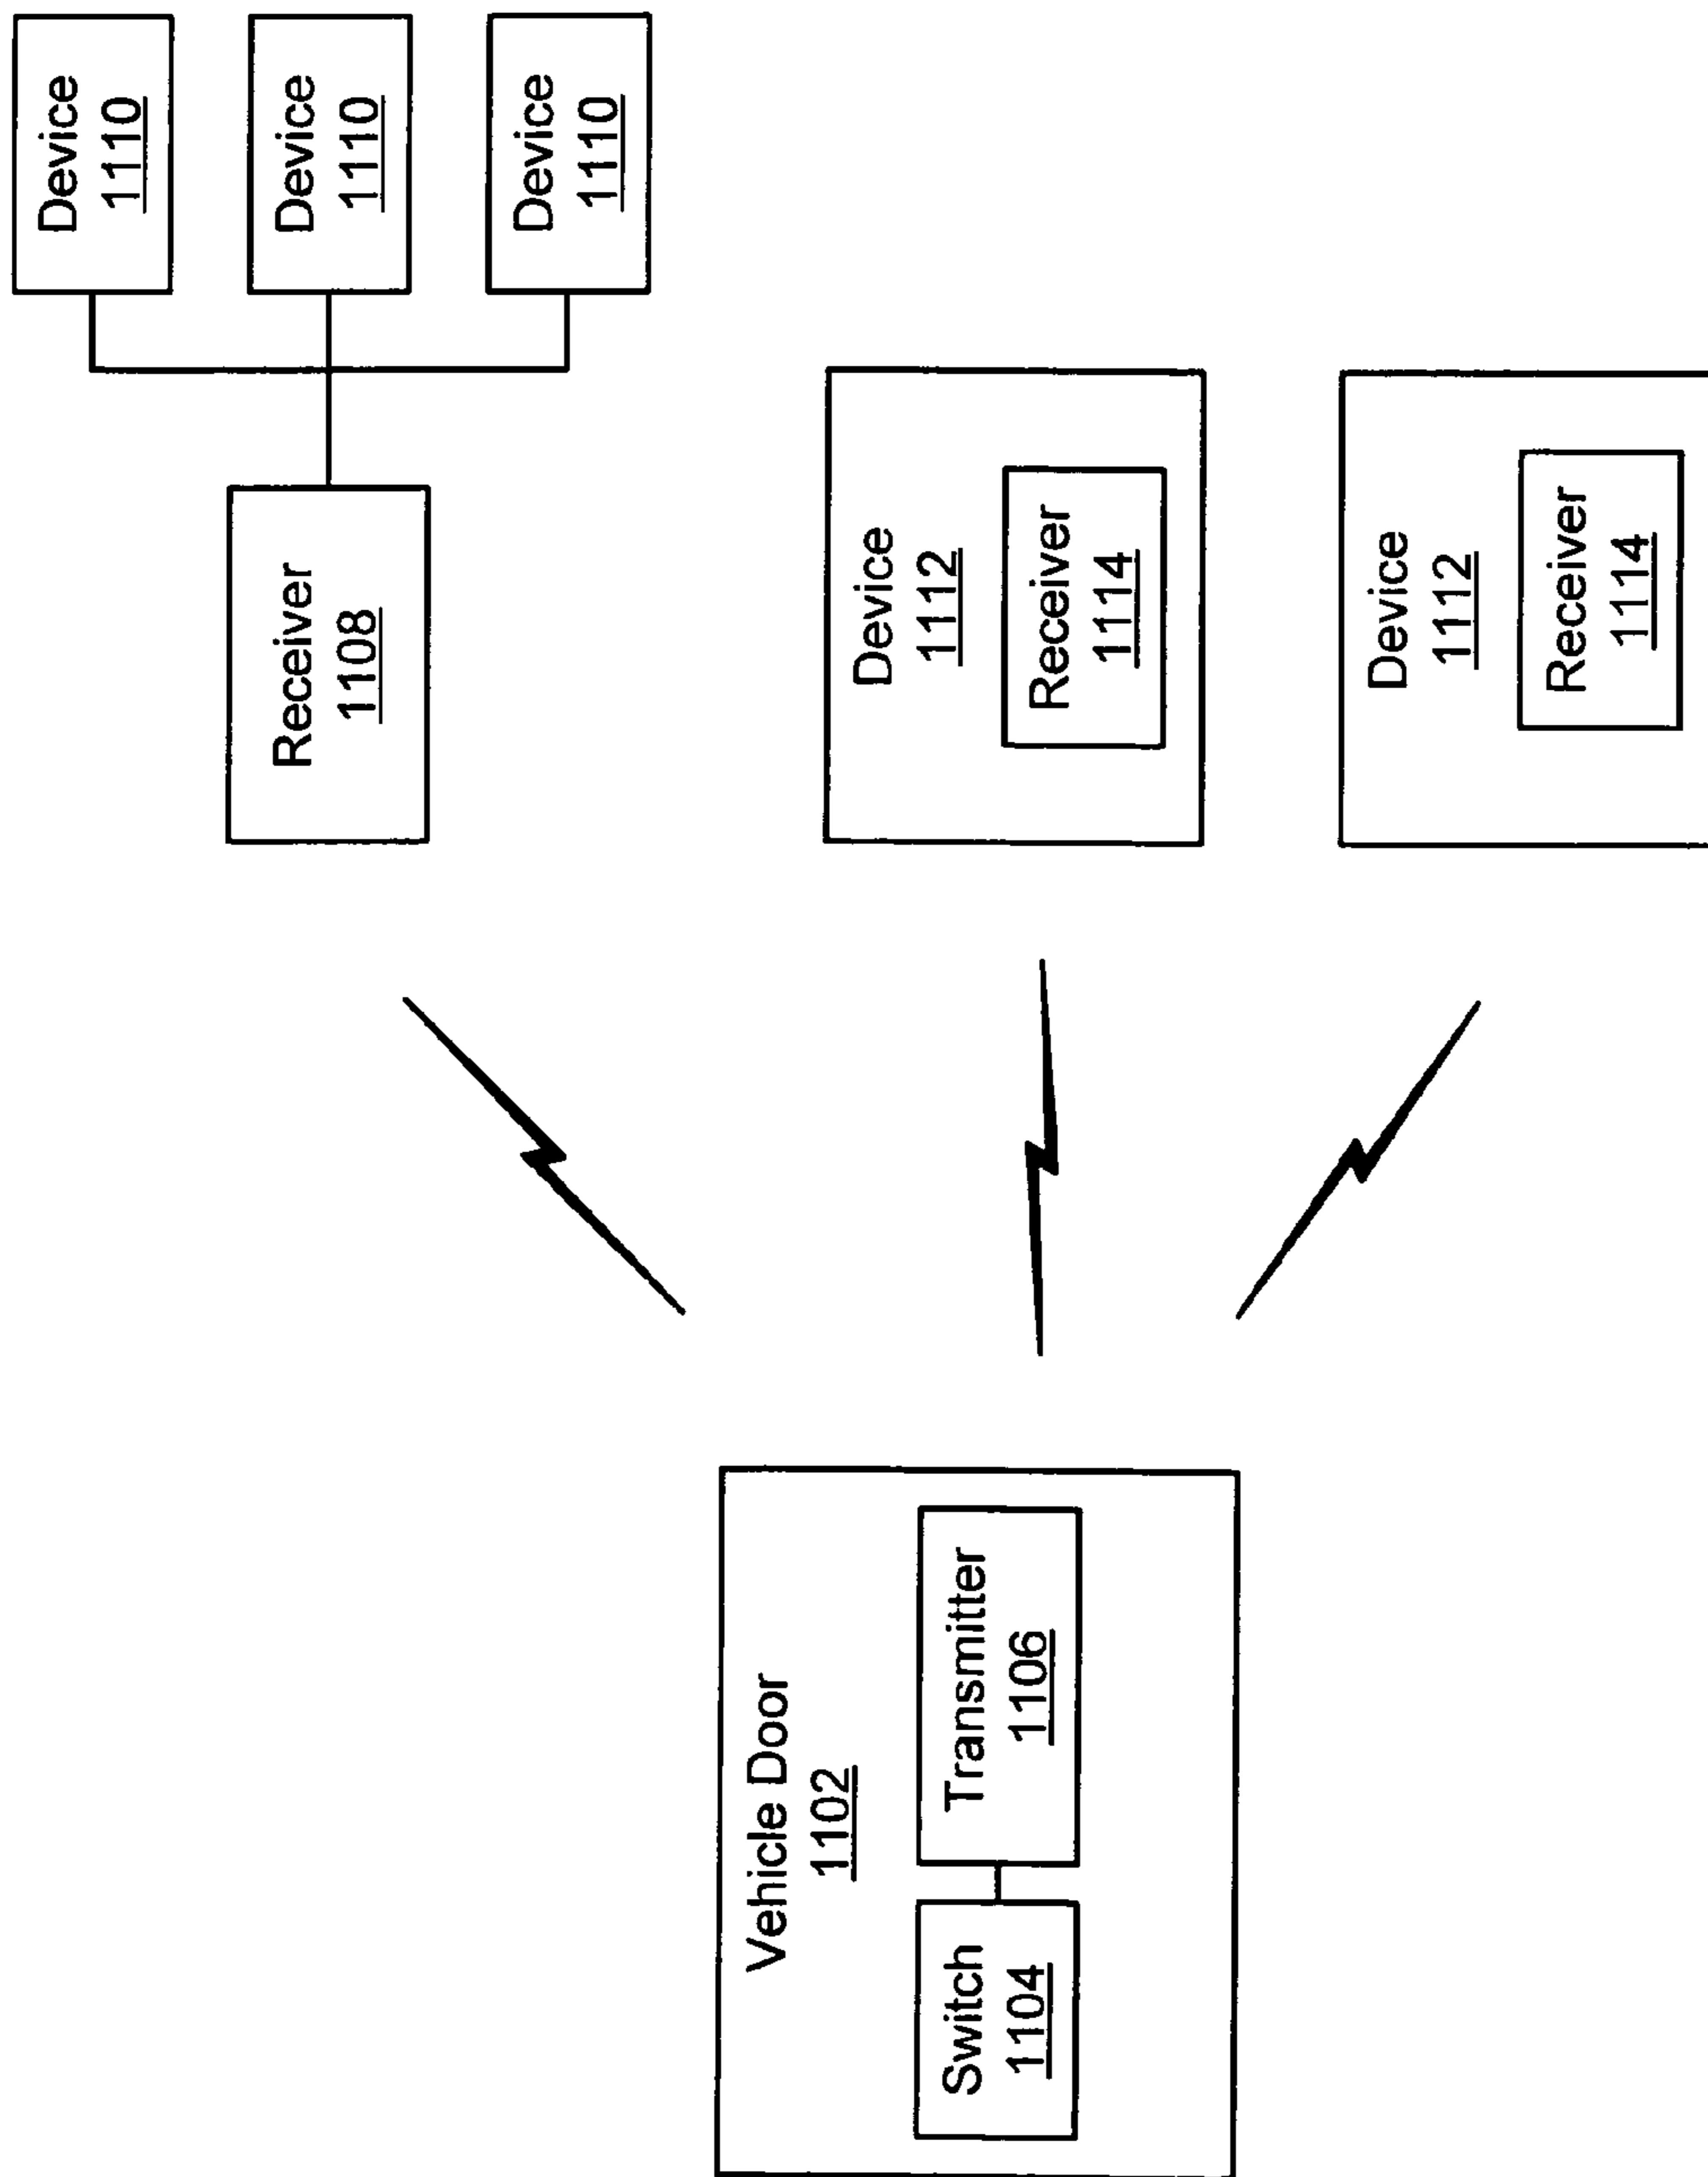 Vehicle Door
1102
Switch
1104
Transmitter
1106
Receiver
1108
Device
1110
Device
1110
Device
1110
Device
1112
Receiver
1114
Device
1112
Receiver
1114